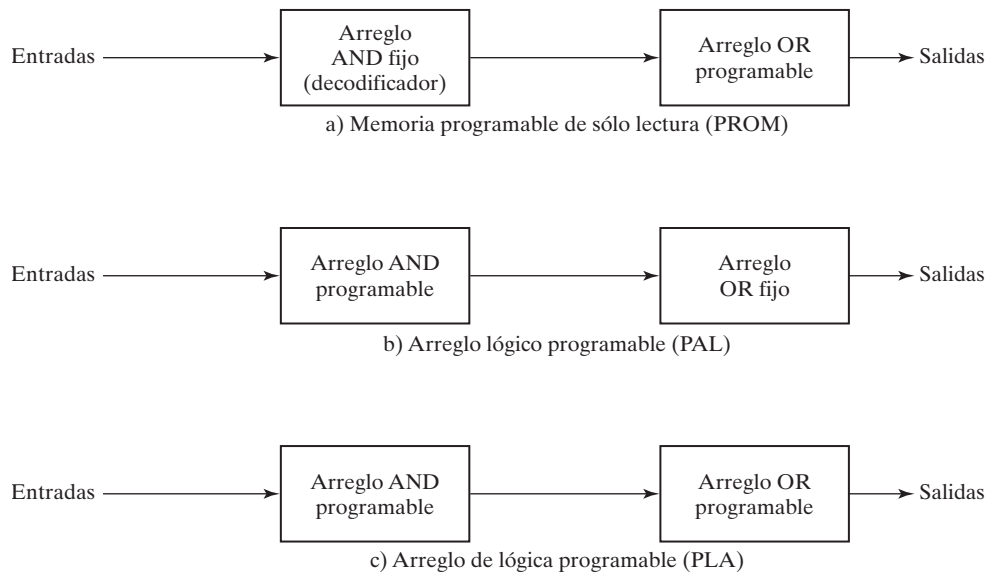 Entradas
Arreglo
AND fijo
(decodificador)
Arreglo OR
programable
Salidas
a) Memoria programable de sólo lectura (PROM)
Entradas
Arreglo AND
programable
Arreglo
OR fijo
Salidas
b) Arreglo lógico programable (PAL)
Entradas
Arreglo AND
programable
Arreglo OR
programable
Salidas
c) Arreglo de lógica programable (PLA)